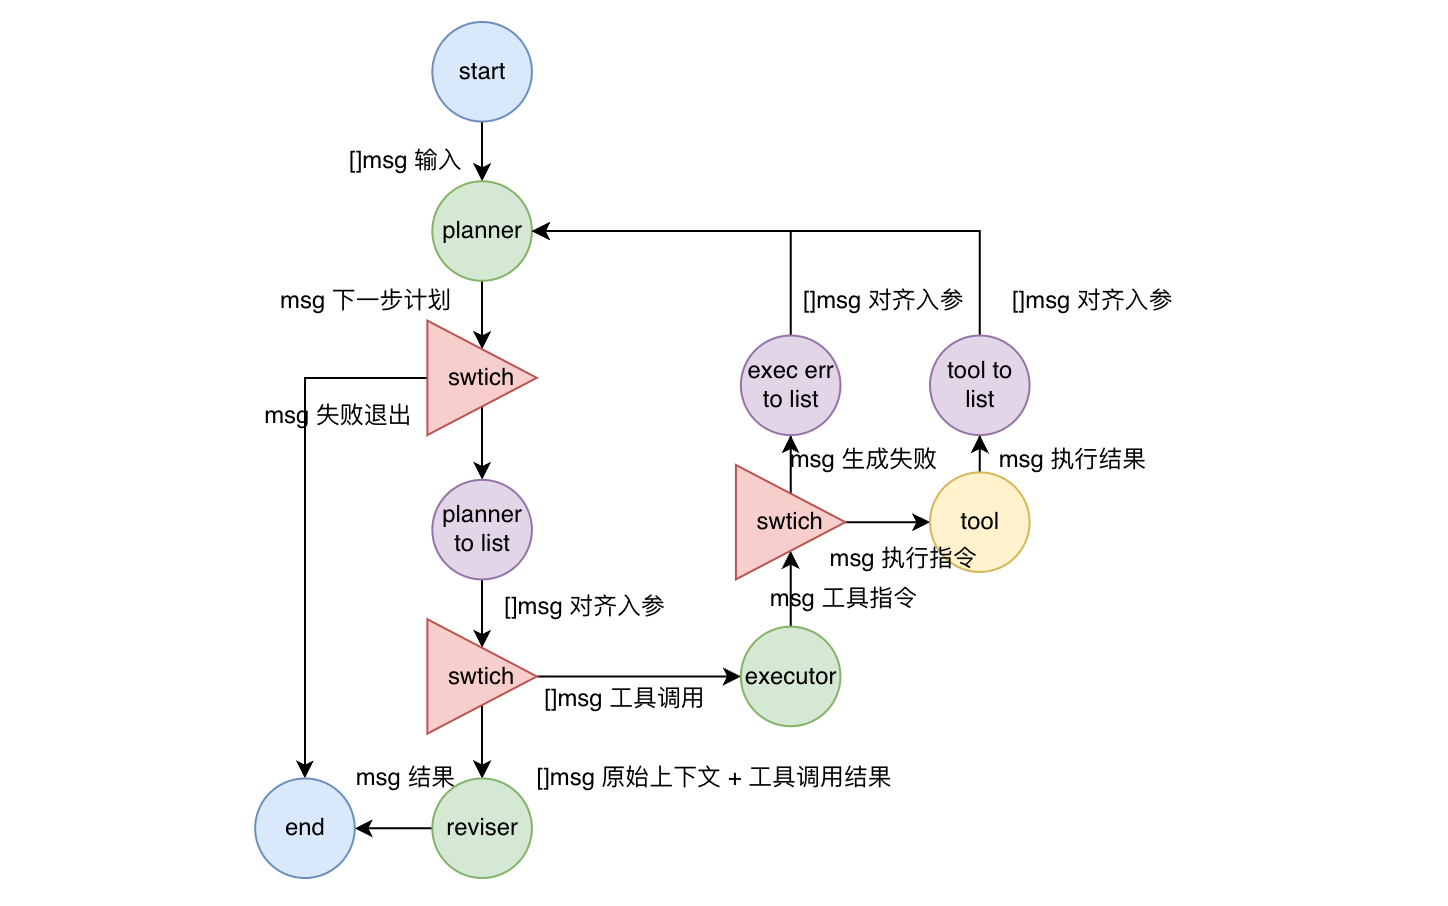 start
[]msg 输入
planner
msg 下一步计划
[]msg 对齐入参
[]msg 对齐入参
swtich
exec err
to list
tool to
list
msg 失败退出
msg 生成失败
msg 执行结果
planner
to list
swtich
tool
msg 执行指令
[]msg 对齐入参
msg 工具指令
swtich
executor
[]msg 工具调用
msg 结果
[]msg 原始上下文 + 工具调用结果
end
reviser